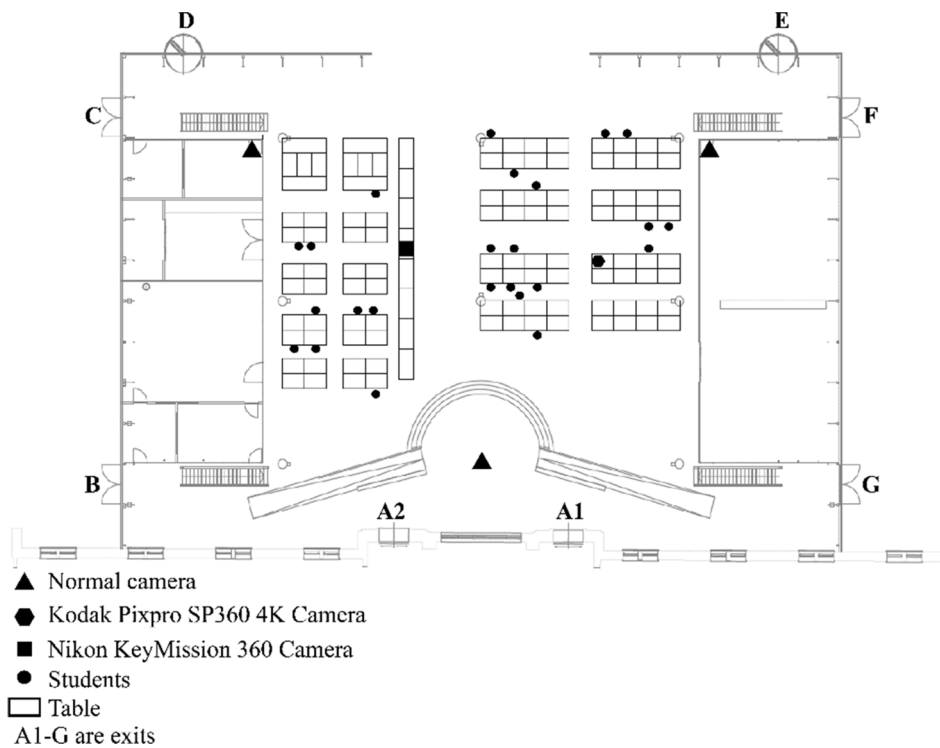 D E
C F
B G
A2 A1
Normal camera
Kodak Pixpro SP360 4K Camera
Nikon KeyMission 360 Camera
Students
Table
A1-G are exits